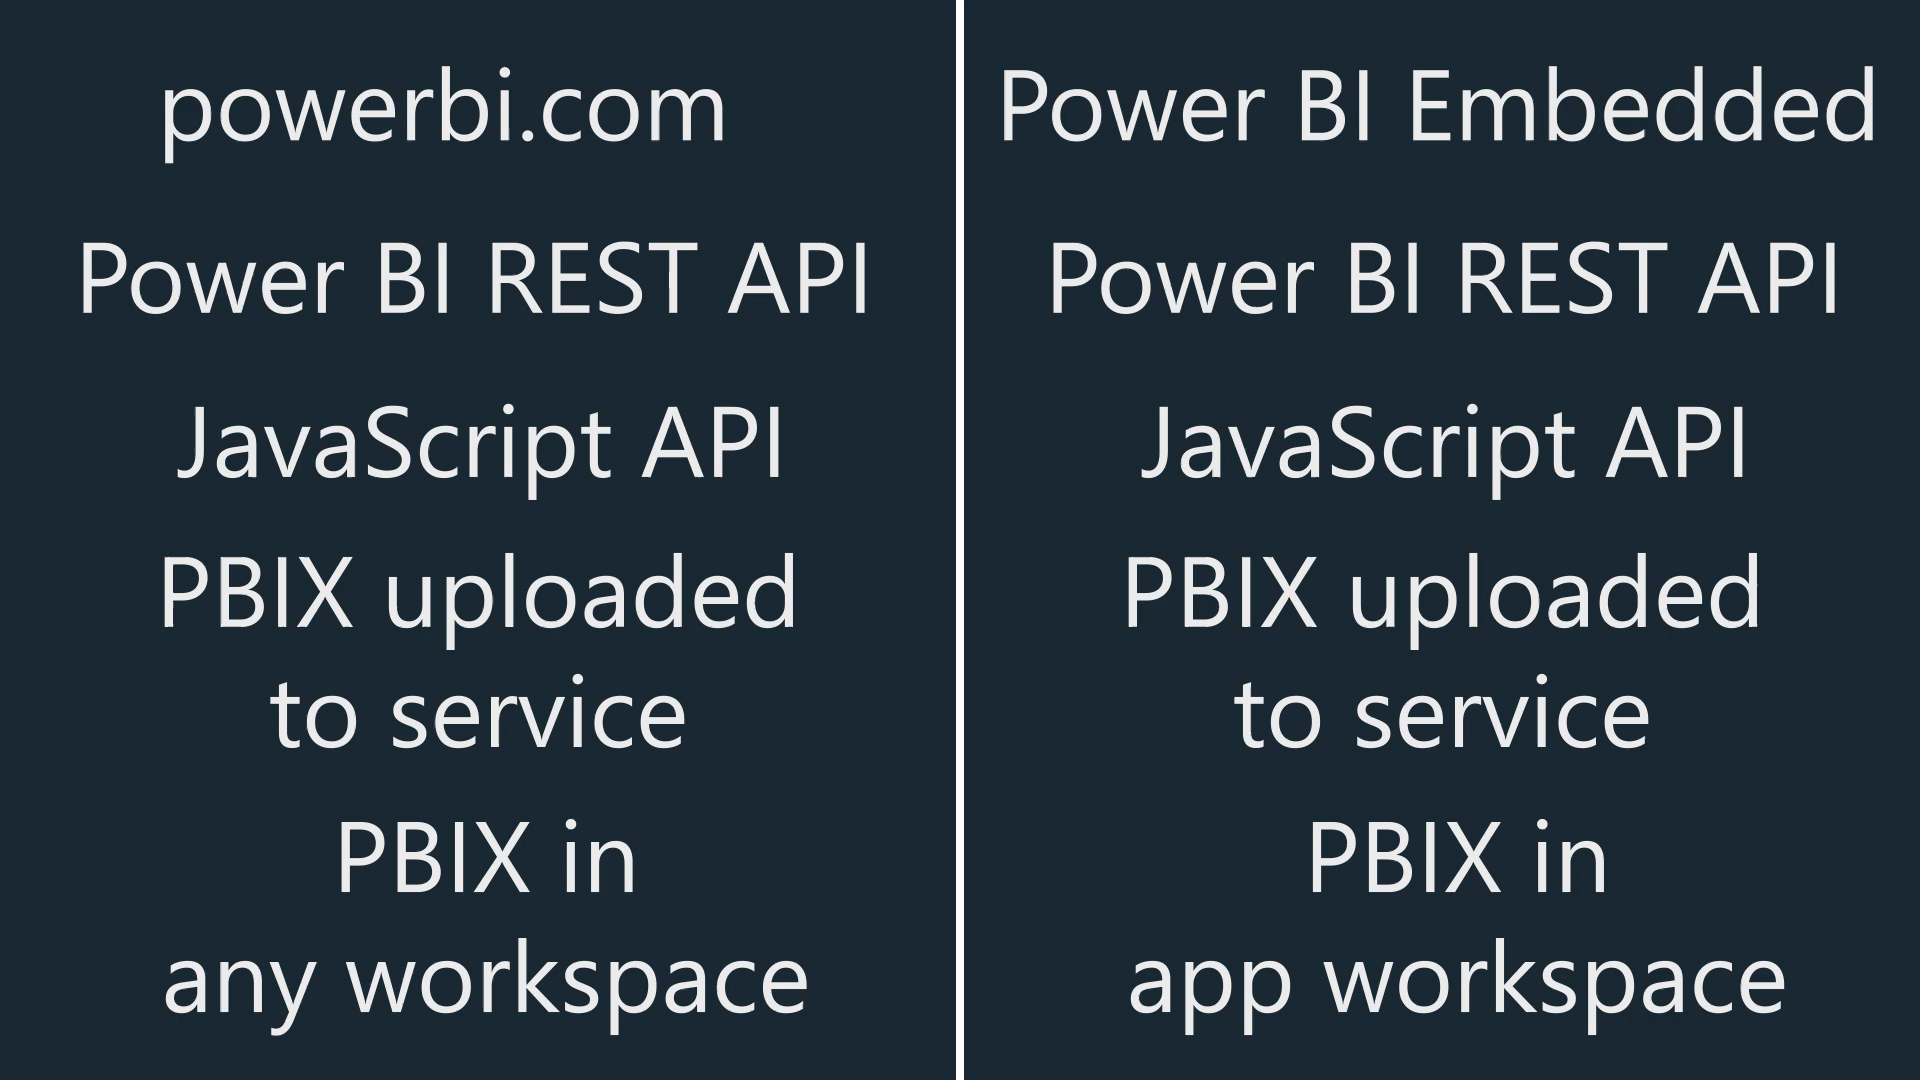 powerbi.com
Power BI REST API
JavaScript API
PBIX uploaded
to service
PBIX in
any workspace
Power BI Embedded
Power BI REST API
JavaScript API
PBIX uploaded
to service
PBIX in
app workspace